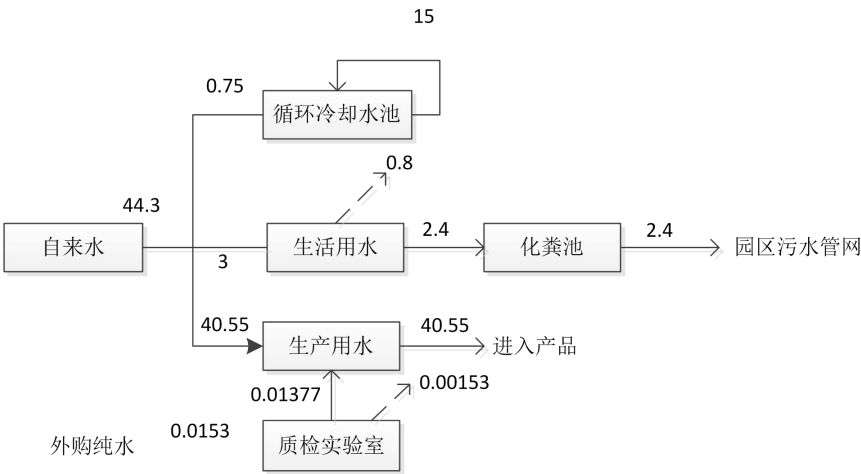 15
0.75
循环冷却水池
0.8
44.3
自来水
3
生活用水
2.4
化粪池
2.4
园区污水管网
40.55
生产用水
40.55
进入产品
0.01377
0.00153
外购纯水
0.0153
质检实验室